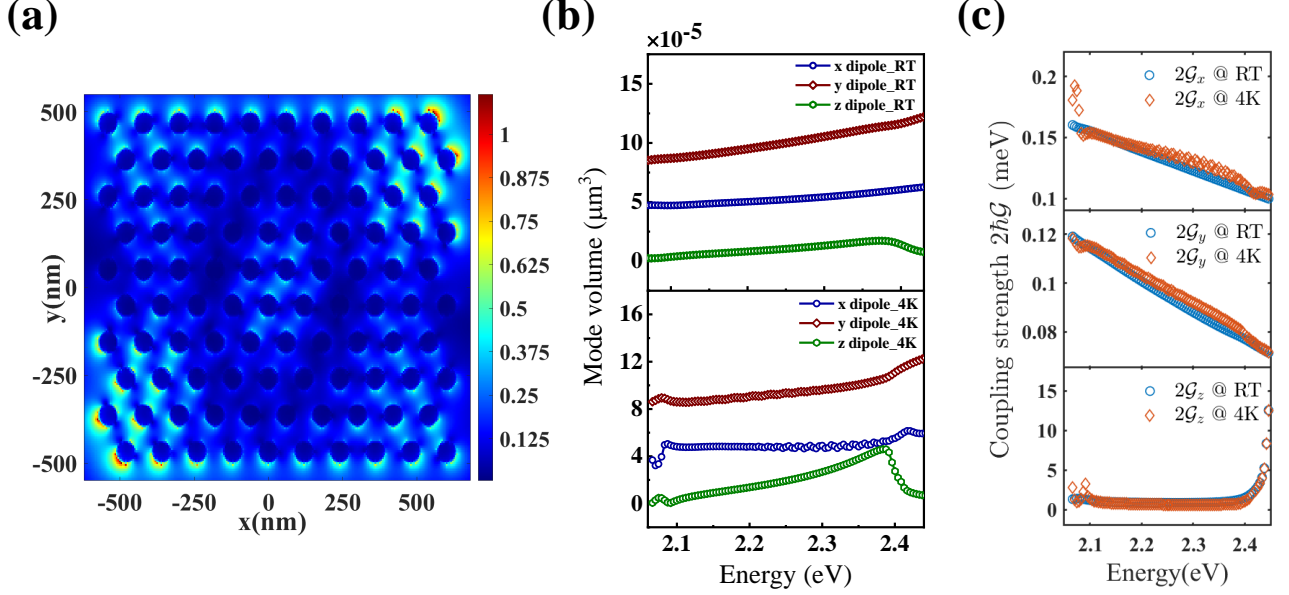 (a)
500
250
0
-250
-500
y(nm)
-500
-250
0
250
500
x(nm)
1
0.875
0.75
0.625
0.5
0.375
0.25
0.125
(b)
×10⁻⁵
15
10
5
0
x dipole_RT
y dipole_RT
z dipole_RT
Mode volume (μm³)
16
12
8
4
0
x dipole_4K
y dipole_4K
z dipole_4K
2.1
2.2
2.3
2.4
Energy (eV)
(c)
0.2
0.15
0.1
2𝒢ₓ @ RT
2𝒢ₓ @ 4K
Coupling strength 2ℏ𝒢 (meV)
0.12
0.1
0.08
2𝒢_y @ RT
2𝒢_y @ 4K
15
10
5
0
2𝒢_z @ RT
2𝒢_z @ 4K
2.1
2.2
2.3
2.4
Energy(eV)